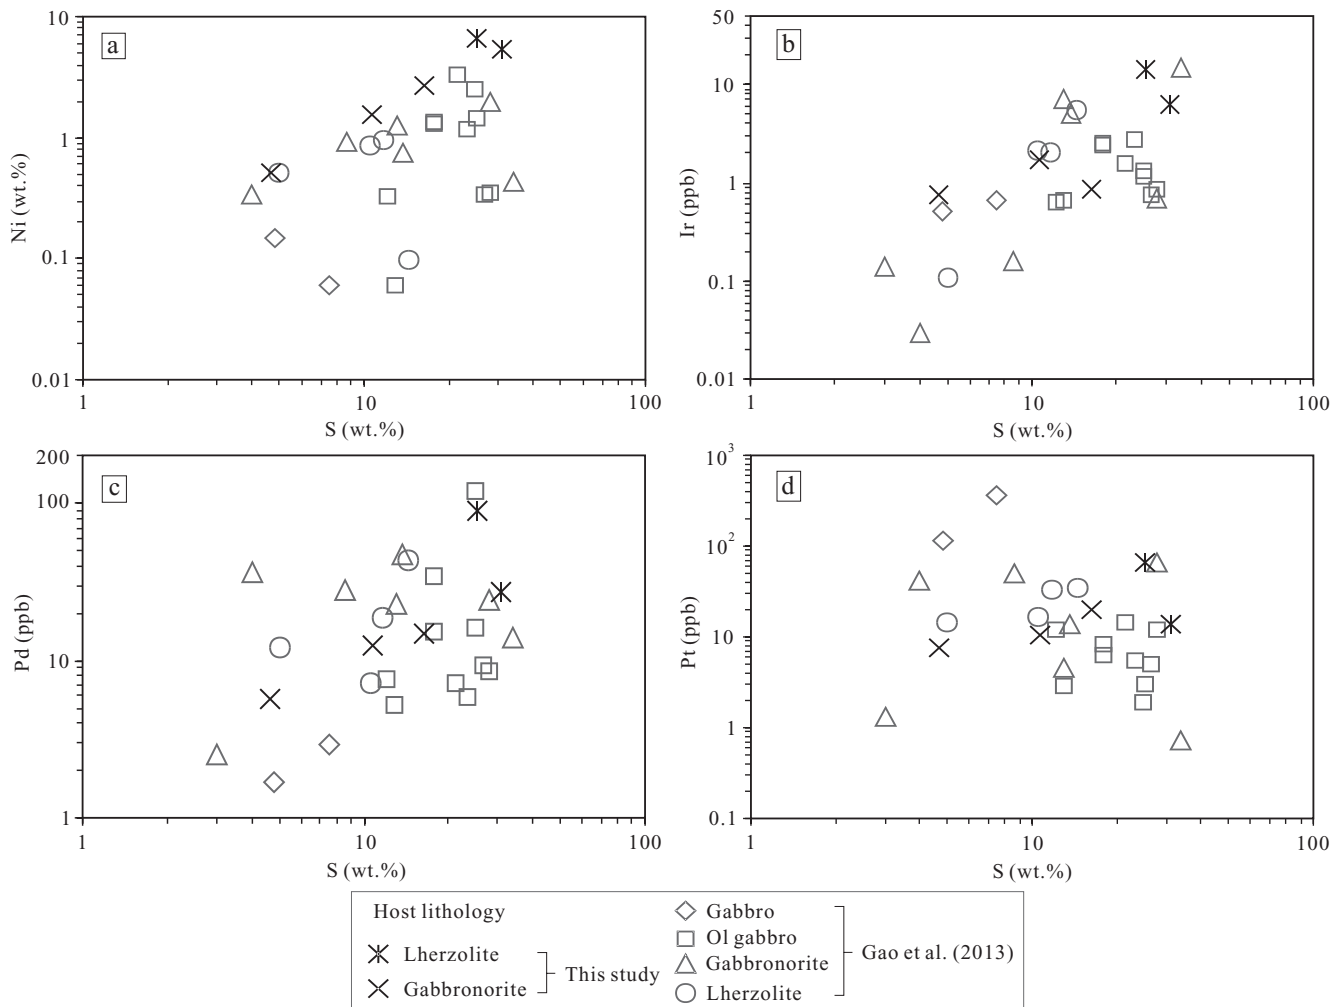 10
1
0.1
0.01
Ni (wt.%)
a
1
10
100
S (wt.%)
50
10
1
0.1
0.01
Ir (ppb)
b
1
10
100
S (wt.%)
200
100
10
1
Pd (ppb)
c
1
10
100
S (wt.%)
10³
10²
10
1
0.1
Pt (ppb)
d
1
10
100
S (wt.%)
Host lithology
Lherzolite
Gabbronorite
This study
Gabbro
Ol gabbro
Gabbronorite
Lherzolite
Gao et al. (2013)